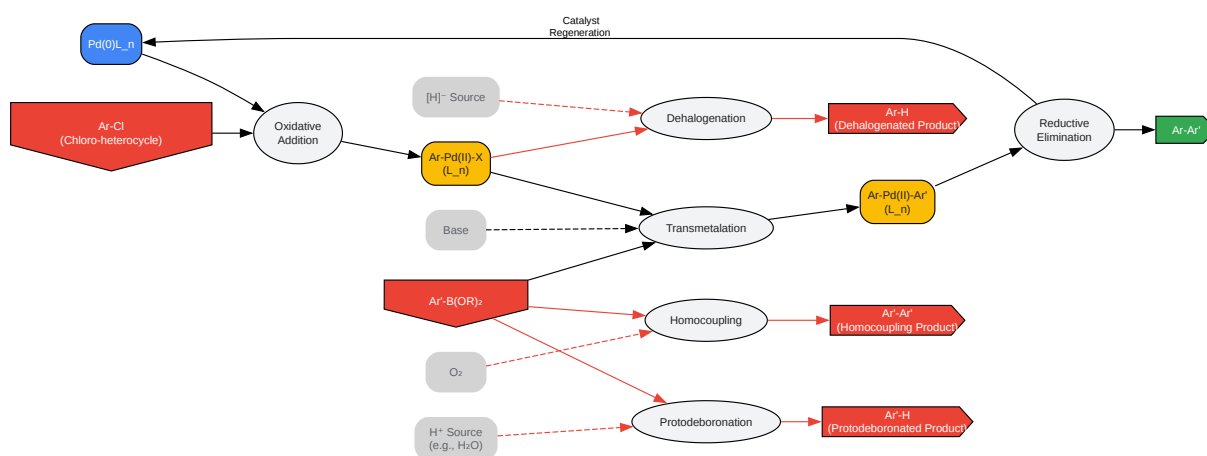 Catalyst
Regeneration
Pd(0)L_n
[H]⁻ Source
Dehalogenation
Ar-H
(Dehalogenated Product)
Ar-Cl
(Chloro-heterocycle)
Oxidative
Addition
Reductive
Elimination
Ar-Ar'
Ar-Pd(II)-X
(L_n)
Ar-Pd(II)-Ar'
(L_n)
Base
Transmetalation
Ar'-B(OR)₂
Homocoupling
Ar'-Ar'
(Homocoupling Product)
O₂
Protodeboronation
Ar'-H
(Protodeboronated Product)
H⁺ Source
(e.g., H₂O)